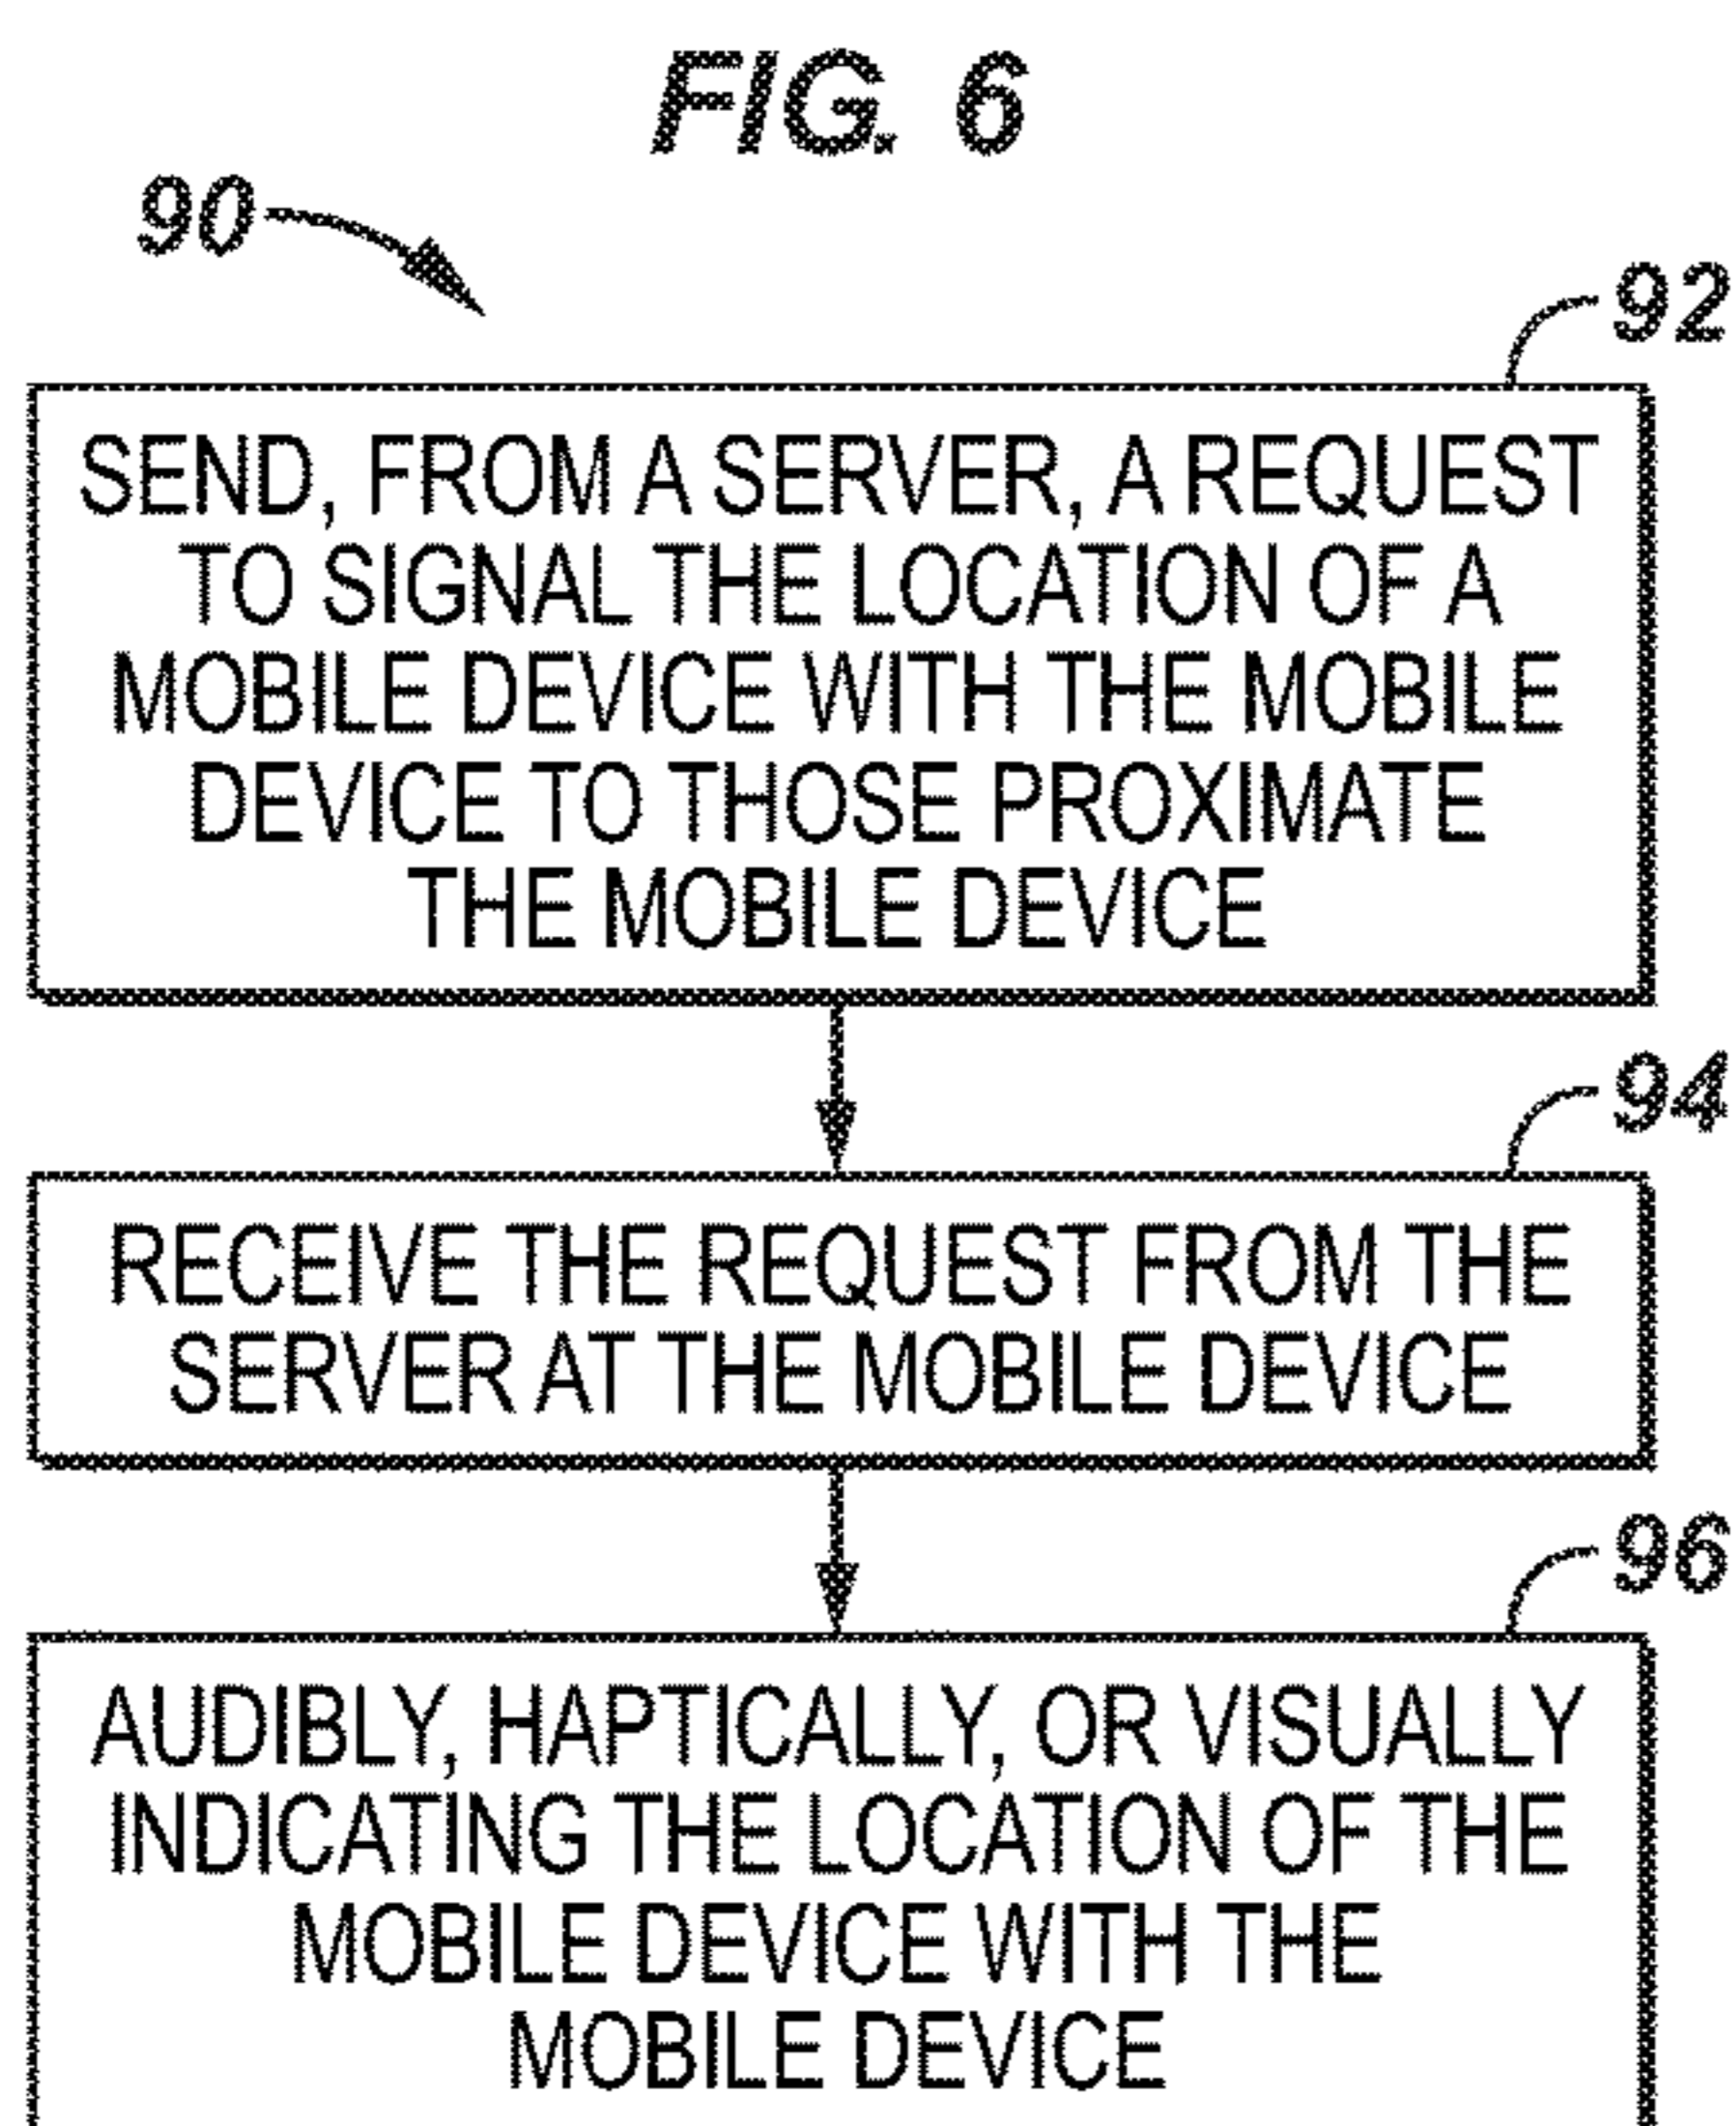 FIG. 6
90
92
SEND, FROM A SERVER, A REQUEST
TO SIGNAL THE LOCATION OF A
MOBILE DEVICE WITH THE MOBILE
DEVICE TO THOSE PROXIMATE
THE MOBILE DEVICE
94
RECEIVE THE REQUEST FROM THE
SERVER AT THE MOBILE DEVICE
96
AUDIBLY, HAPTICALLY, OR VISUALLY
INDICATING THE LOCATION OF THE
MOBILE DEVICE WITH THE
MOBILE DEVICE